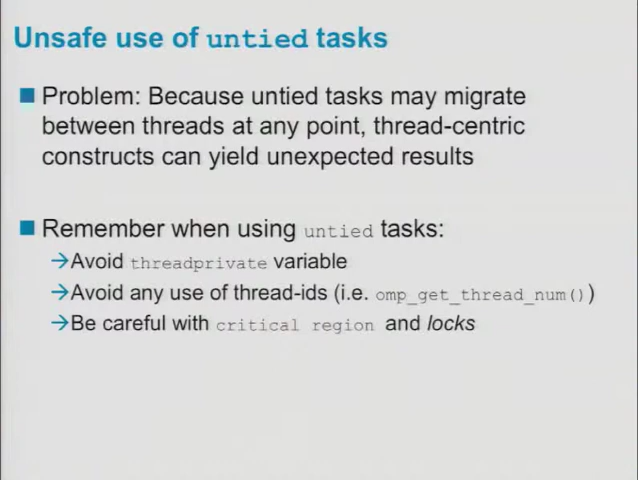 Unsafe use of untied tasks
Problem: Because untied tasks may migrate
between threads at any point, thread-centric
constructs can yield unexpected results
Remember when using untied tasks:
→Avoid threadprivate variable
→Avoid any use of thread-ids (i.e. omp_get_thread_num())
→Be careful with critical region and locks